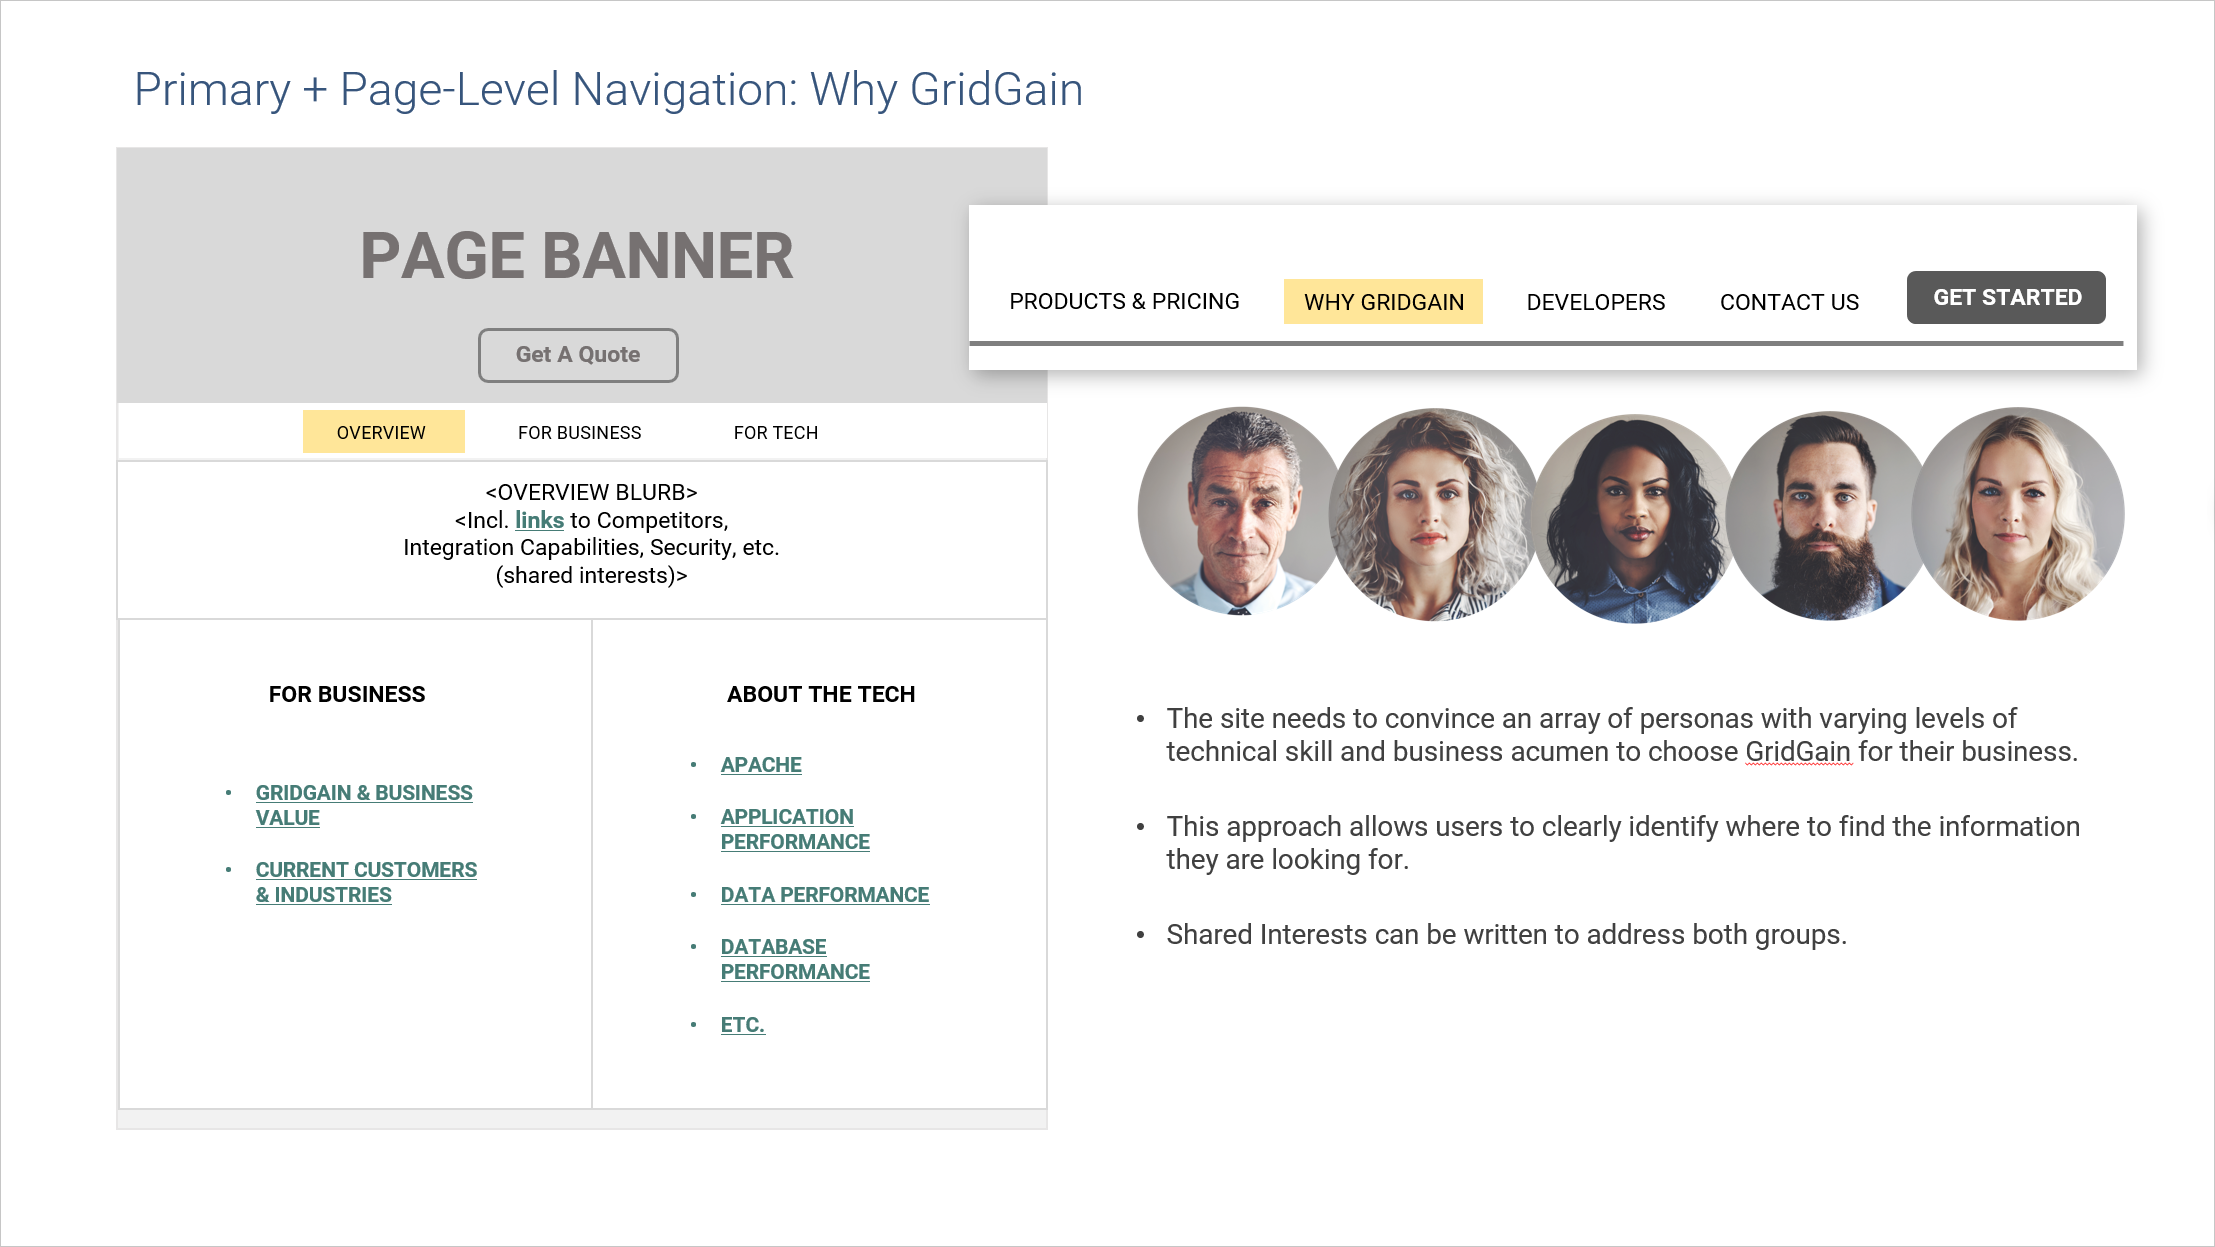 Primary + Page-Level Navigation: Why GridGain
PAGE BANNER
Get A Quote
PRODUCTS & PRICING
WHY GRIDGAIN
DEVELOPERS
CONTACT US
GET STARTED
OVERVIEW
FOR BUSINESS
FOR TECH
<OVERVIEW BLURB>
<Incl. links to Competitors,
Integration Capabilities, Security, etc.
(shared interests)>
FOR BUSINESS
• GRIDGAIN & BUSINESS
VALUE
• CURRENT CUSTOMERS
& INDUSTRIES
ABOUT THE TECH
• APACHE
• APPLICATION
PERFORMANCE
• DATA PERFORMANCE
• DATABASE
PERFORMANCE
• ETC.
• The site needs to convince an array of personas with varying levels of
technical skill and business acumen to choose GridGain for their business.
• This approach allows users to clearly identify where to find the information
they are looking for.
• Shared Interests can be written to address both groups.